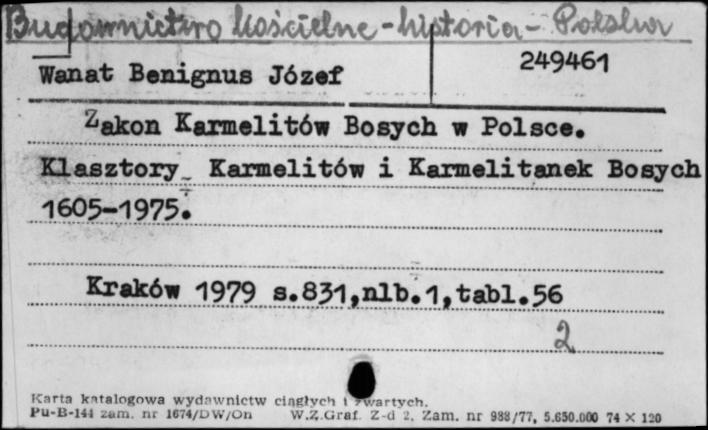 Budownictwo kościelne - historia - Polska
Wanat Benignus Józef
249461
Zakon Karmelitów Bosych w Polsce.
Klasztory Karmelitów i Karmelitanek Bosych
1605-1975.
Kraków 1979 s.831,nlb.1,tabl.56
2
Karta katalogowa wydawnictw ciągłych i zwartych.
Pu-B-144 zam. nr 1674/DW/On W.Z.Graf. Z-d 2. Zam. nr 988/77, 5.650.000 74 X 120